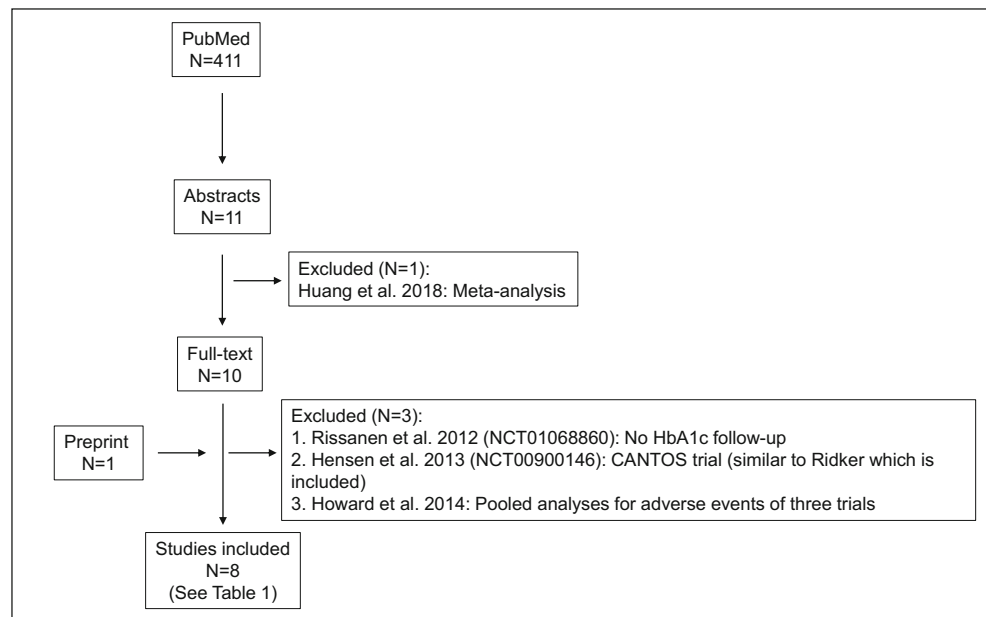 PubMed
N=411
Abstracts
N=11
Excluded (N=1):
Huang et al. 2018: Meta-analysis
Full-text
N=10
Preprint
N=1
Excluded (N=3):
1. Rissanen et al. 2012 (NCT01068860): No HbA1c follow-up
2. Hensen et al. 2013 (NCT00900146): CANTOS trial (similar to Ridker which is
included)
3. Howard et al. 2014: Pooled analyses for adverse events of three trials
Studies included
N=8
(See Table 1)